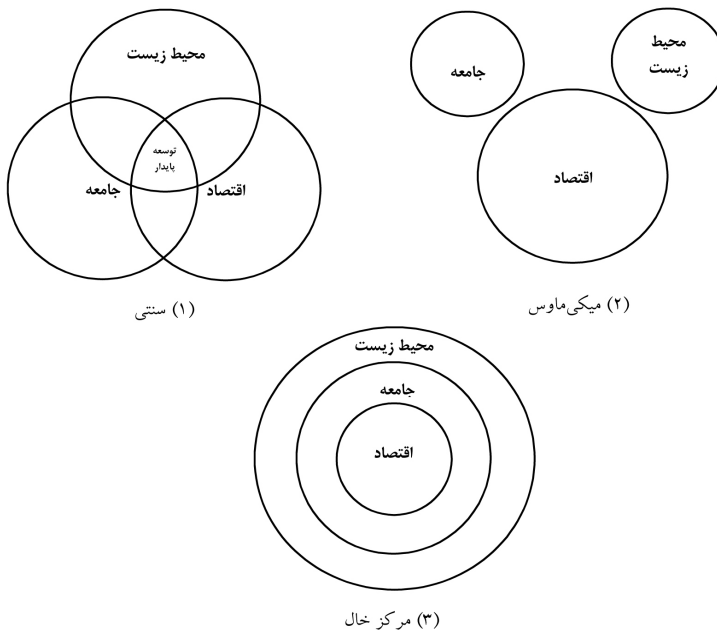 محیط زیست
توسعه
پایدار
جامعه
اقتصاد
(۱) سنتی
محیط
زیست
جامعه
اقتصاد
(۲) میکی‌ماوس
محیط زیست
جامعه
اقتصاد
(۳) مرکز خال